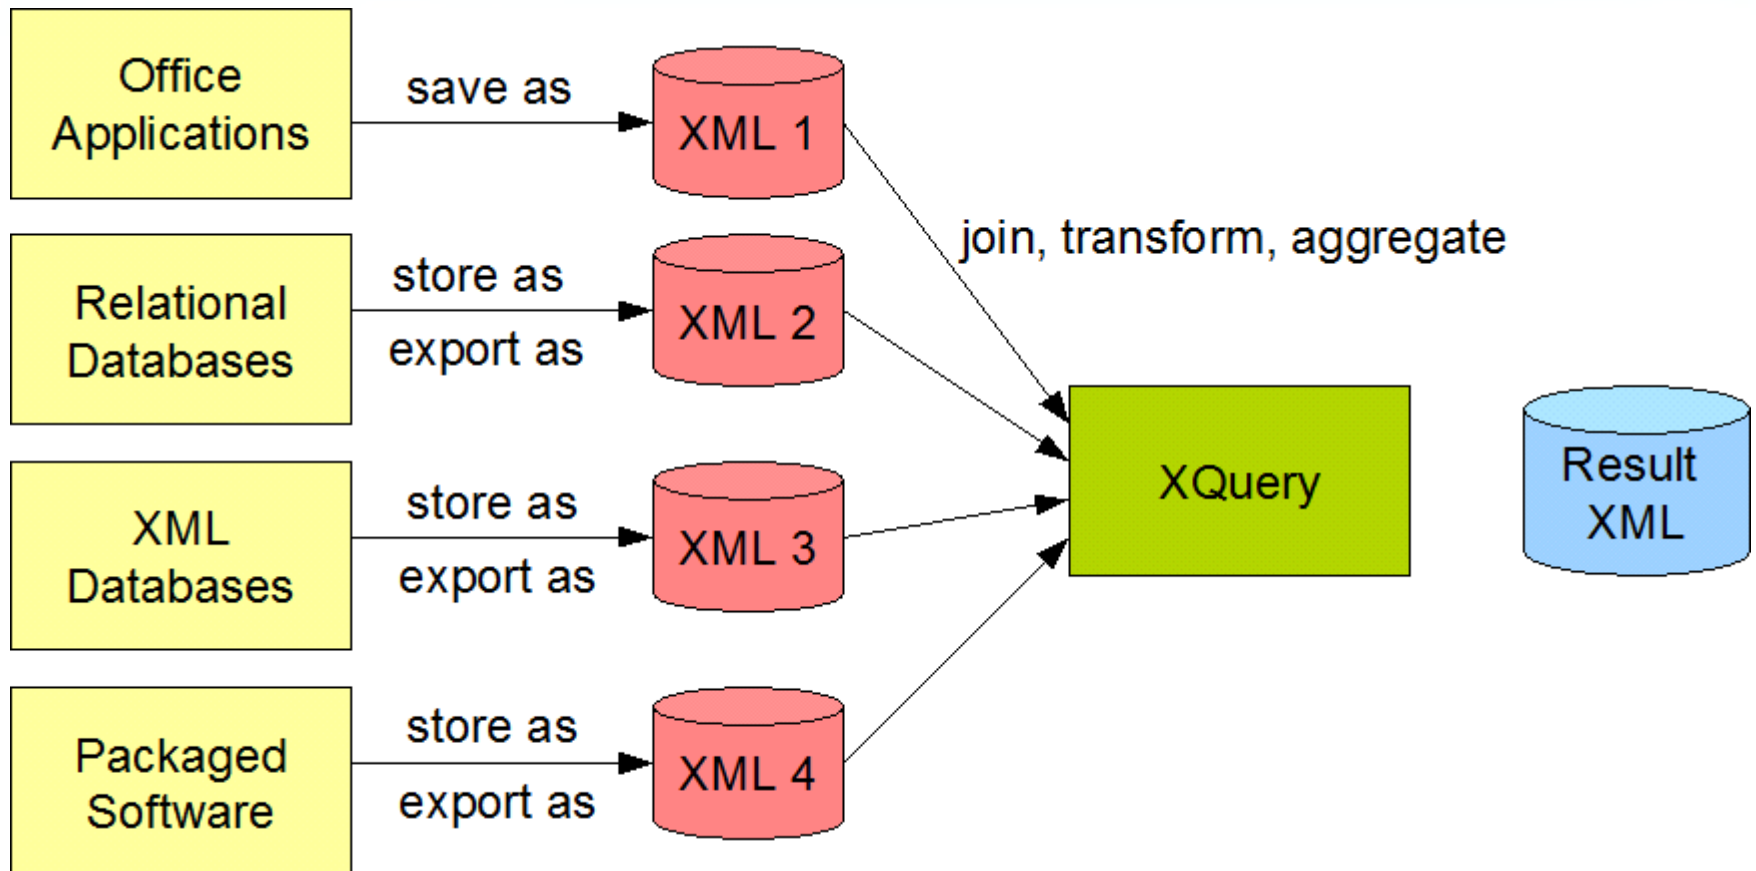 Office
Applications
save as
XML 1
join, transform, aggregate
Relational
Databases
store as
export as
XML 2
XML
Databases
store as
export as
XML 3
XQuery
Result
XML
Packaged
Software
store as
export as
XML 4